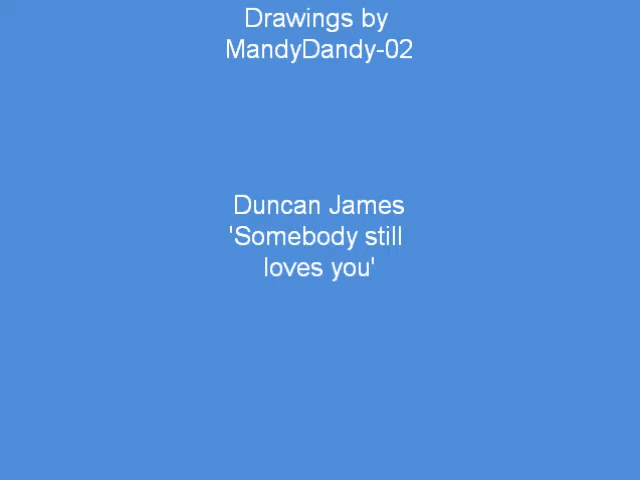 Drawings by
MandyDandy-02
Duncan James
'Somebody still
loves you'